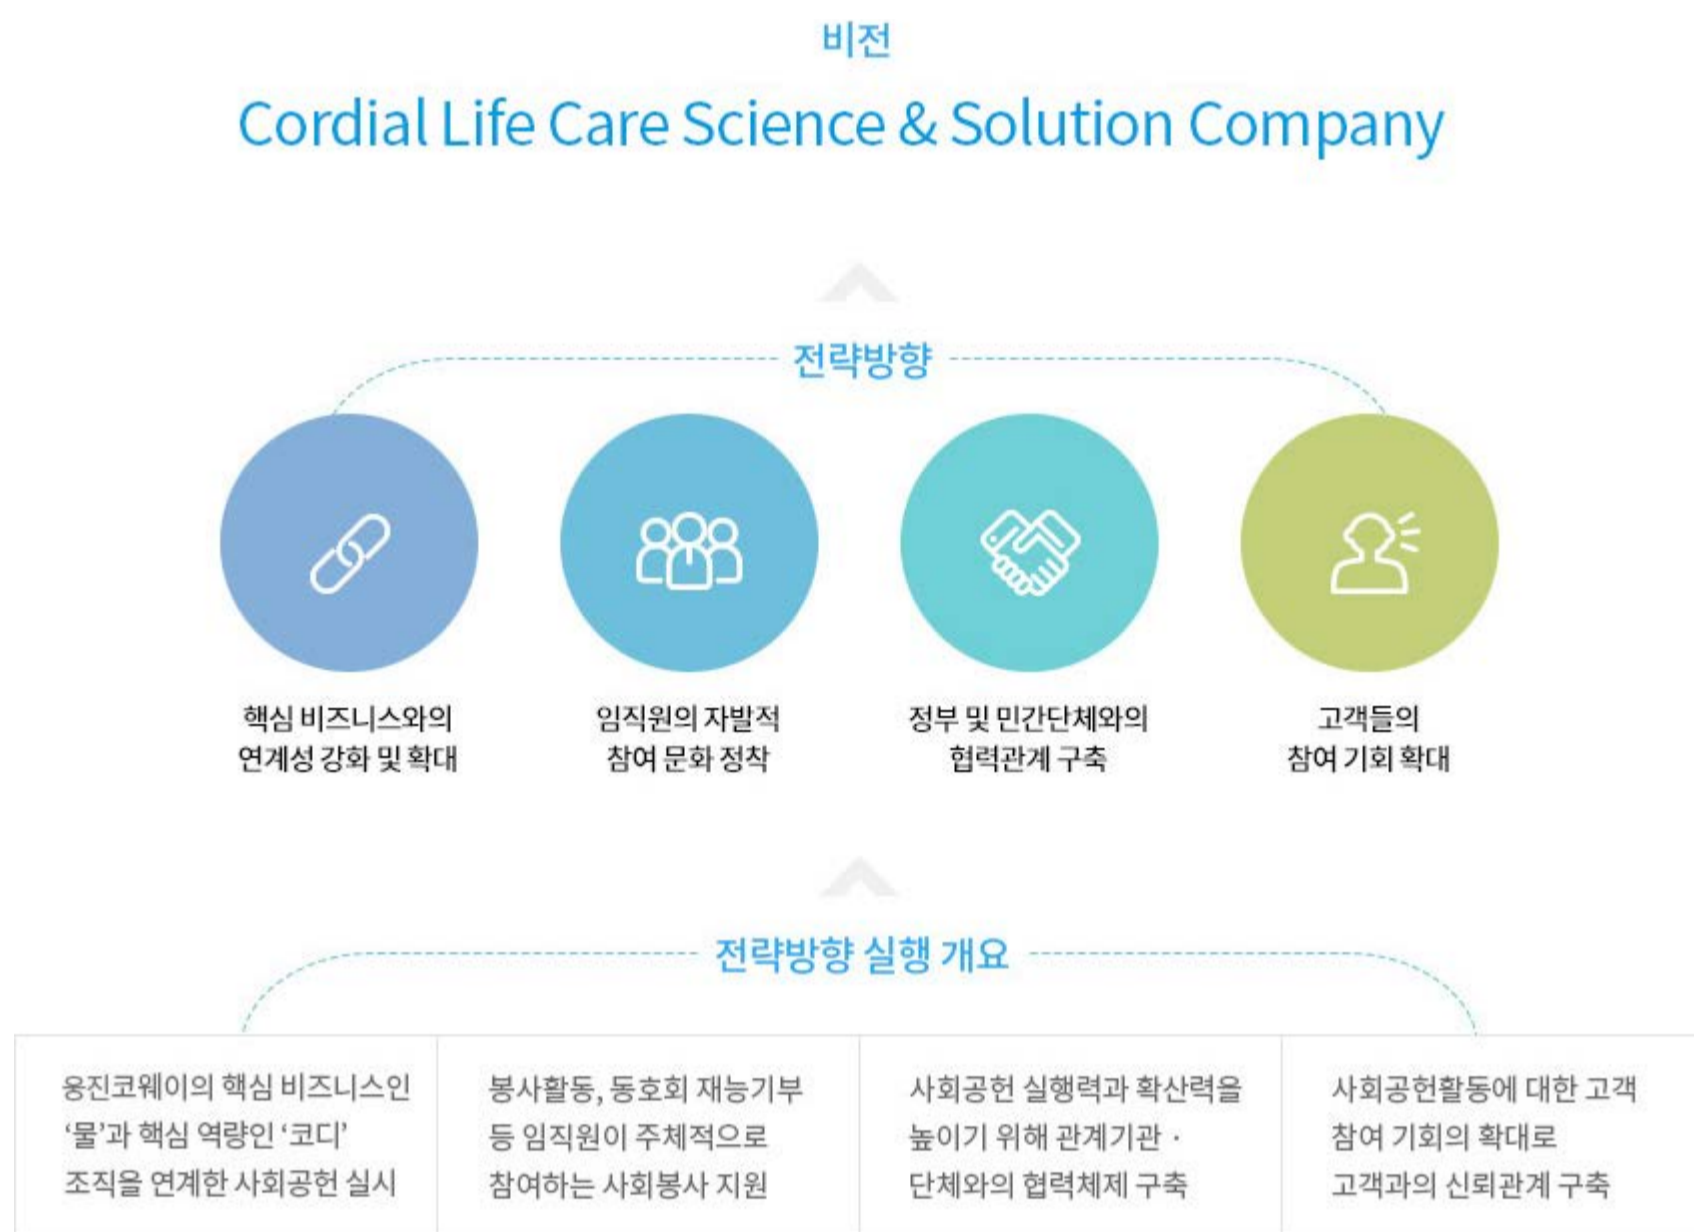 비전
Cordial Life Care Science & Solution Company
전략방향
핵심 비즈니스와의
연계성 강화 및 확대
임직원의 자발적
참여 문화 정착
정부 및 민간단체와의
협력관계 구축
고객들의
참여 기회 확대
전략방향 실행 개요
웅진코웨이의 핵심 비즈니스인
‘물’과 핵심 역량인 ‘코디’
조직을 연계한 사회공헌 실시
봉사활동, 동호회 재능기부
등 임직원이 주체적으로
참여하는 사회봉사 지원
사회공헌 실행력과 확산력을
높이기 위해 관계기관 ·
단체와의 협력체제 구축
사회공헌활동에 대한 고객
참여 기회의 확대로
고객과의 신뢰관계 구축